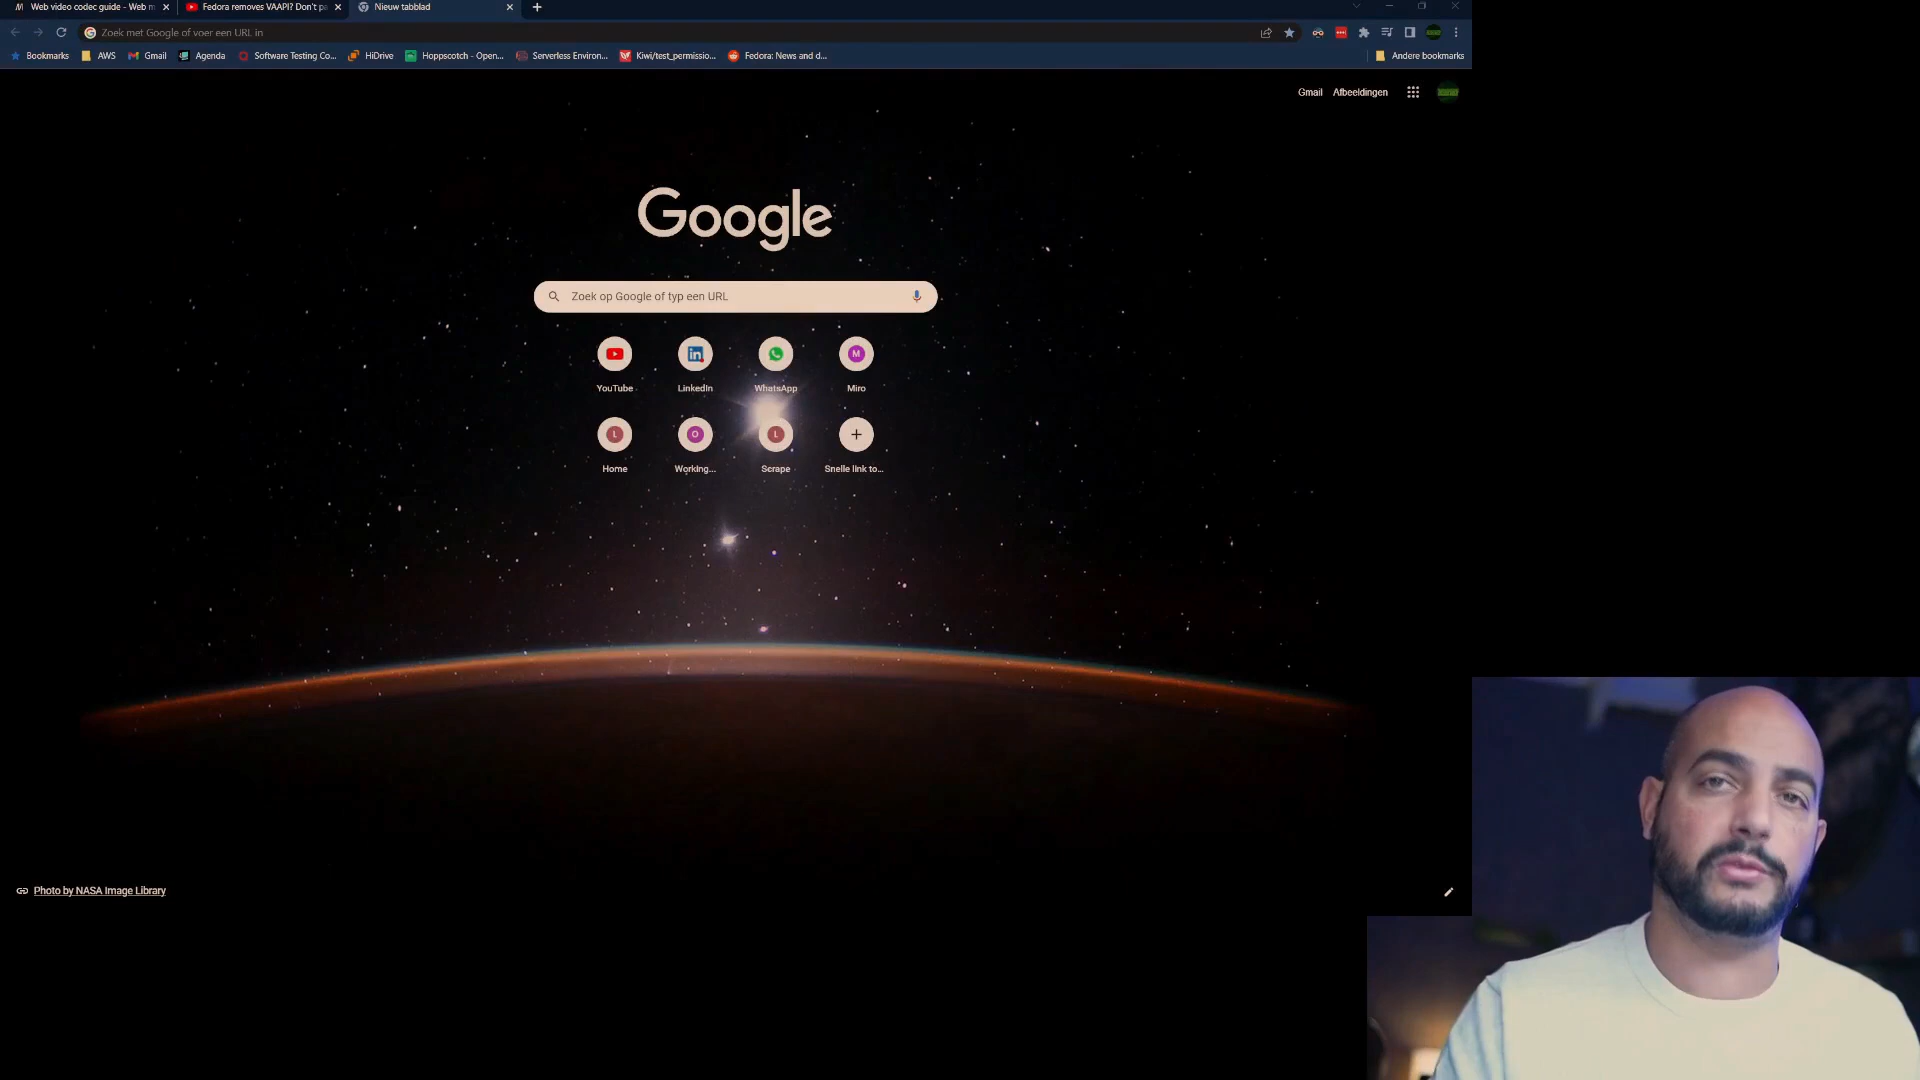 Web video codec guide - Web m
Fedora removes VAAPI? Don't pa
Nieuw tabblad
Zoek met Google of voer een URL in
Bookmarks
AWS
Gmail
Agenda
Software Testing Co...
HiDrive
Hoppscotch - Open...
Serverless Environ...
Kiwi/test_permissio...
Fedora: News and d...
Andere bookmarks
Gmail
Afbeeldingen
Google
Zoek op Google of typ een URL
YouTube
LinkedIn
WhatsApp
M
Miro
L
Home
O
Working...
L
Scrape
Snelle link to...
Photo by NASA Image Library